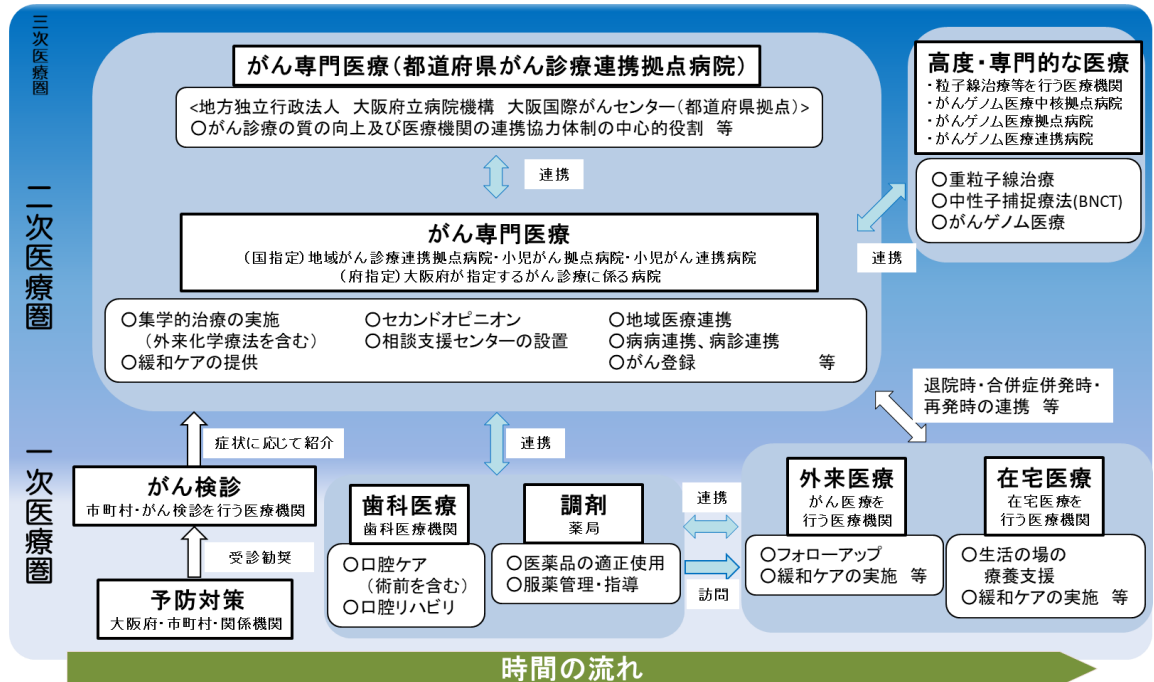 三次医療圏
がん専門医療(都道府県がん診療連携拠点病院)
<地方独立行政法人 大阪府立病院機構 大阪国際がんセンター(都道府県拠点)>
○がん診療の質の向上及び医療機関の連携協力体制の中心的役割 等
高度・専門的な医療
・粒子線治療等を行う医療機関
・がんゲノム医療中核拠点病院
・がんゲノム医療拠点病院
・がんゲノム医療連携病院
○重粒子線治療
○中性子捕捉療法(BNCT)
○がんゲノム医療
連携
連携
二次医療圏
がん専門医療
(国指定)地域がん診療連携拠点病院・小児がん拠点病院・小児がん連携病院
(府指定)大阪府が指定するがん診療に係る病院
○集学的治療の実施
(外来化学療法を含む)
○緩和ケアの提供
○セカンドオピニオン
○相談支援センターの設置
○地域医療連携
○病病連携、病診連携
○がん登録 等
退院時・合併症併発時・
再発時の連携 等
症状に応じて紹介
連携
一次医療圏
がん検診
市町村・がん検診を行う医療機関
受診勧奨
予防対策
大阪府・市町村・関係機関
歯科医療
歯科医療機関
○口腔ケア
(術前を含む)
○口腔リハビリ
調剤
薬局
○医薬品の適正使用
○服薬管理・指導
連携
訪問
外来医療
がん医療を
行う医療機関
○フォローアップ
○緩和ケアの実施 等
在宅医療
在宅医療を
行う医療機関
○生活の場の
療養支援
○緩和ケアの実施 等
時間の流れ